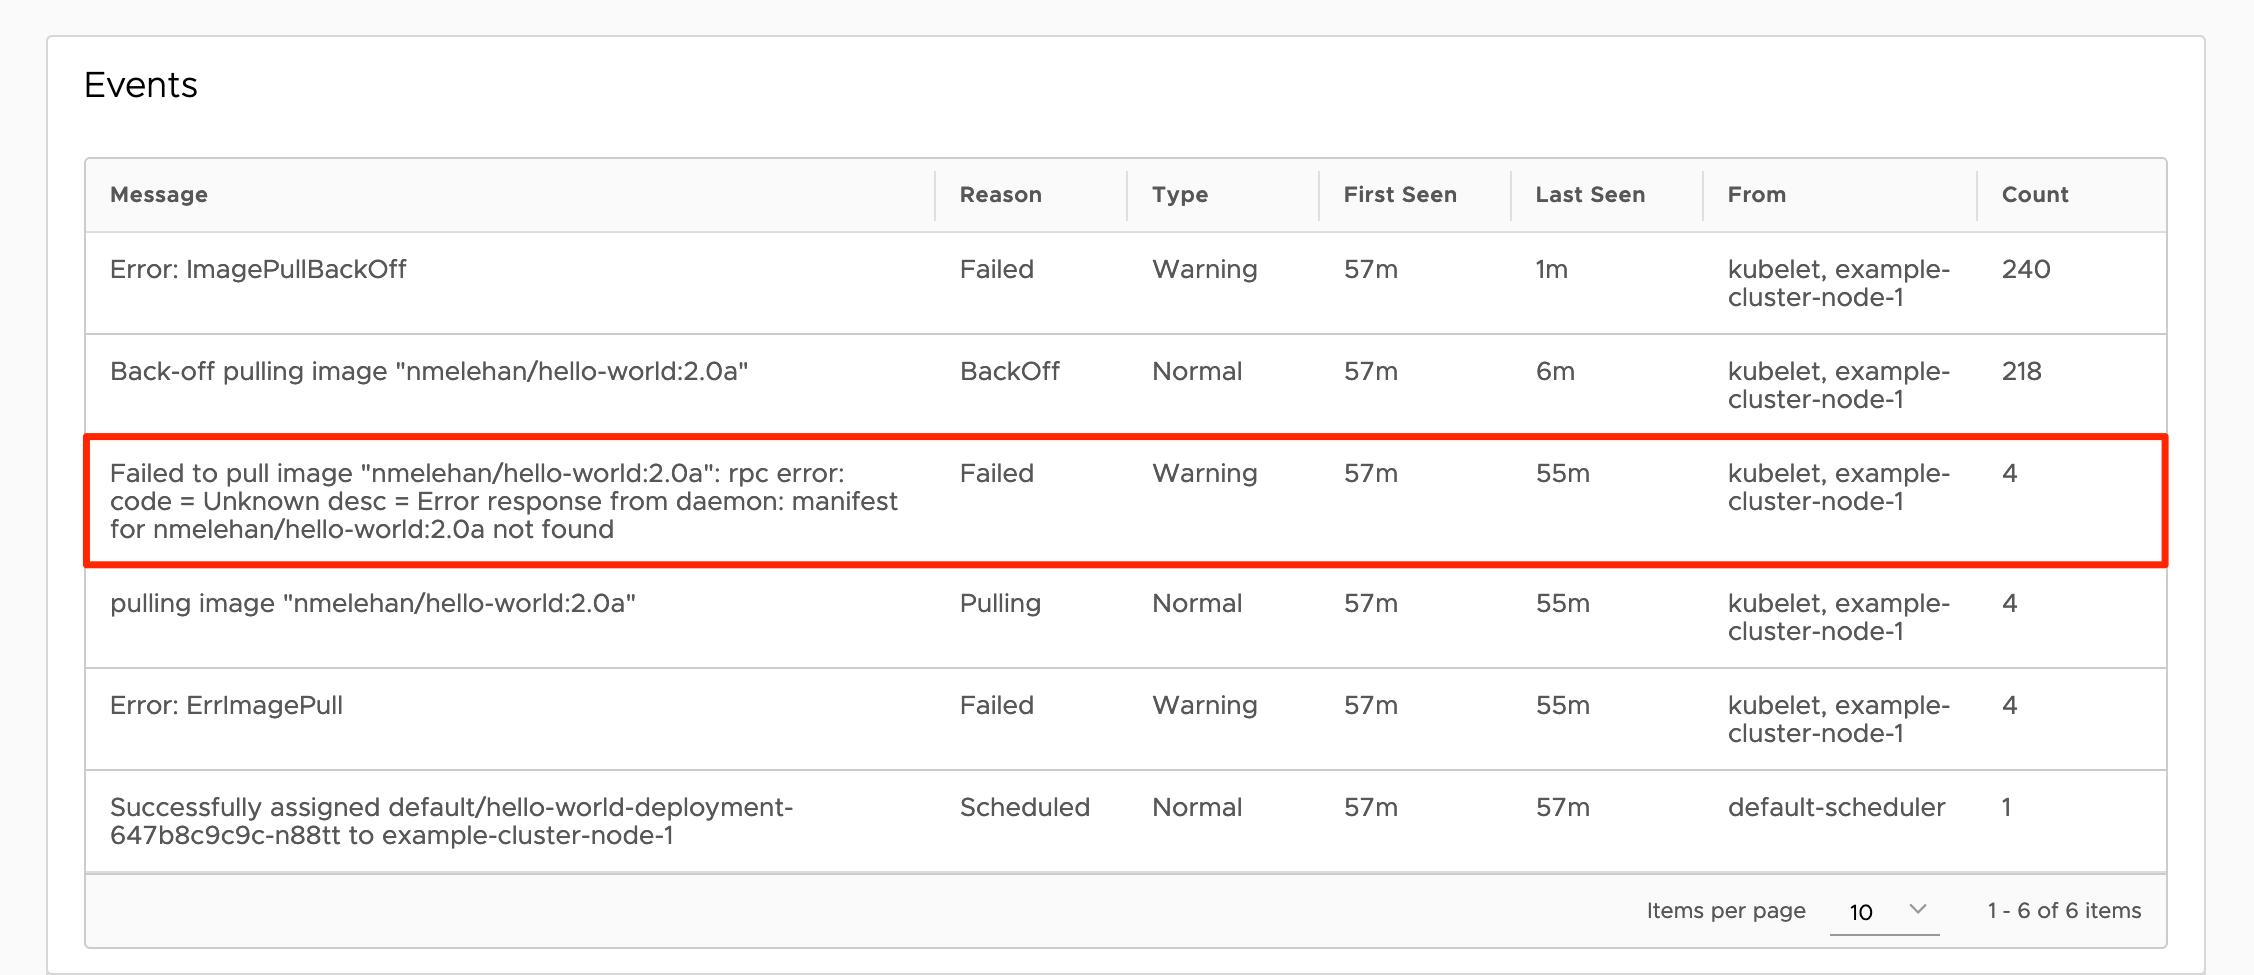 Events
Message Reason Type First Seen Last Seen From Count
Error: ImagePullBackOff Failed Warning 57m 1m kubelet, example-
cluster-node-1 240
Back-off pulling image "nmelehan/hello-world:2.0a" BackOff Normal 57m 6m kubelet, example-
cluster-node-1 218
Failed to pull image "nmelehan/hello-world:2.0a": rpc error:
code = Unknown desc = Error response from daemon: manifest
for nmelehan/hello-world:2.0a not found Failed Warning 57m 55m kubelet, example-
cluster-node-1 4
pulling image "nmelehan/hello-world:2.0a" Pulling Normal 57m 55m kubelet, example-
cluster-node-1 4
Error: ErrImagePull Failed Warning 57m 55m kubelet, example-
cluster-node-1 4
Successfully assigned default/hello-world-deployment-
647b8c9c9c-n88tt to example-cluster-node-1 Scheduled Normal 57m 57m default-scheduler 1
Items per page 10 1 - 6 of 6 items